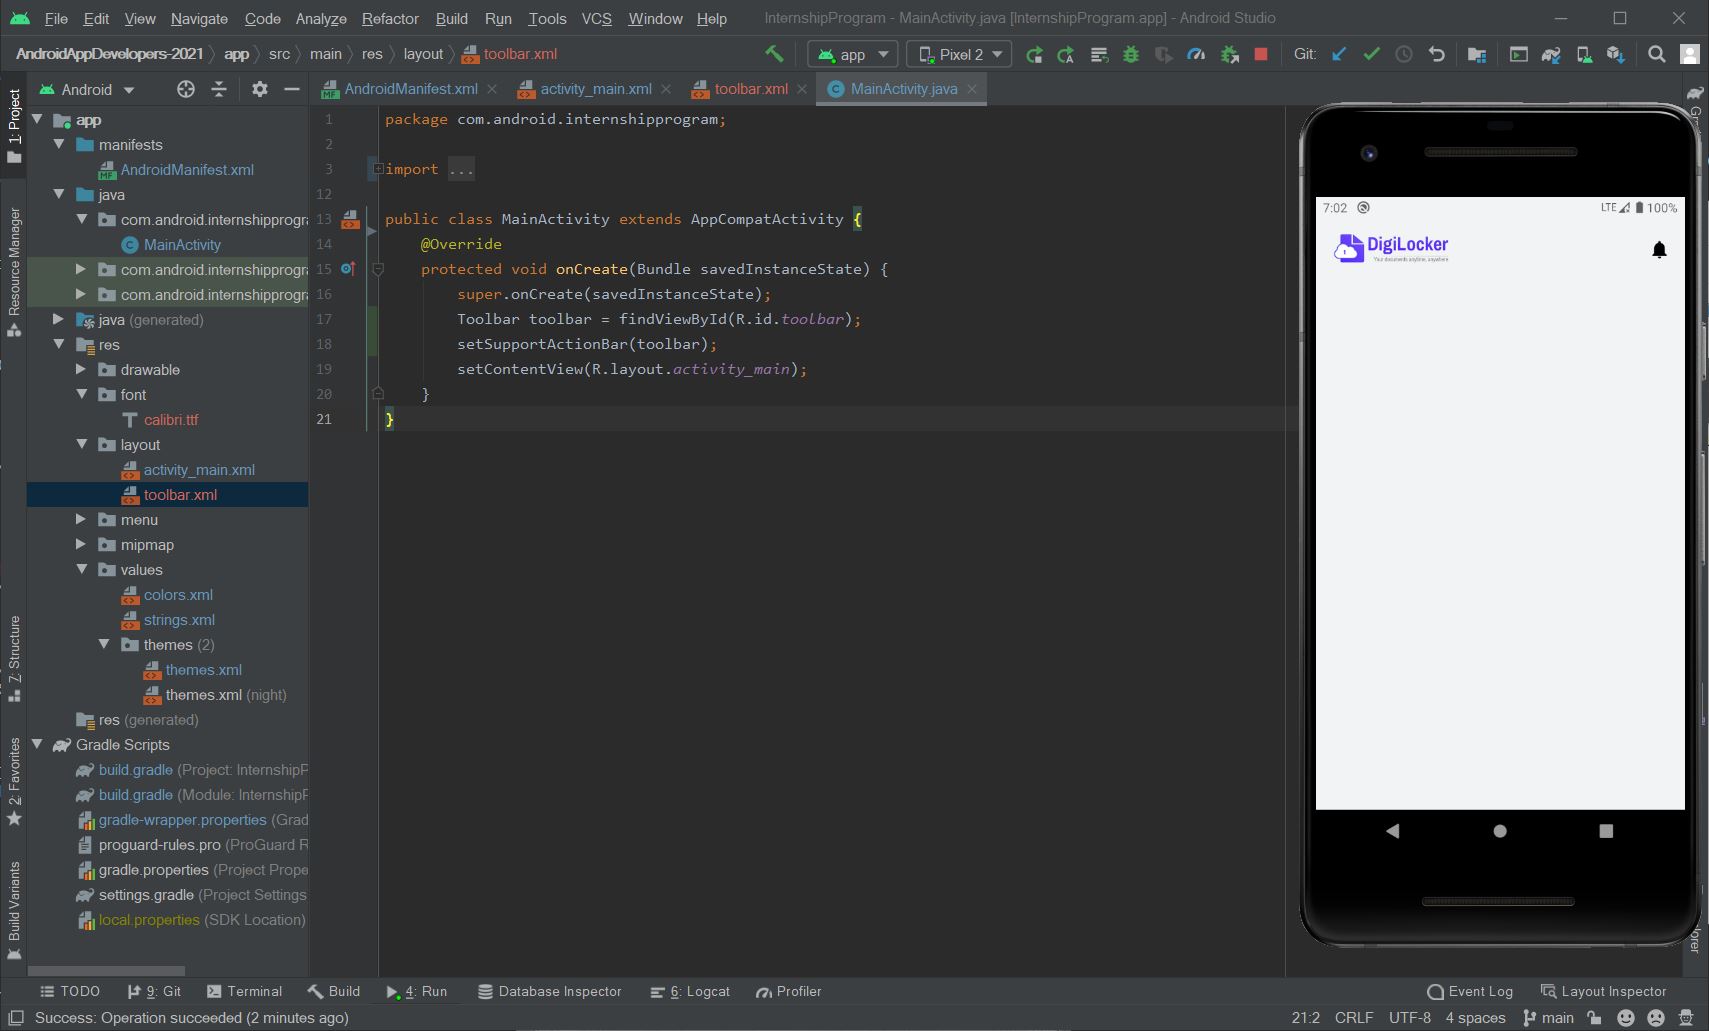 File Edit View Navigate Code Analyze Refactor Build Run Tools VCS Window Help InternshipProgram - MainActivity.java [InternshipProgram.app] - Android Studio
AndroidAppDevelopers-2021 app src main res layout toolbar.xml app Pixel 2 Git:
1: Project
Resource Manager
7: Structure
2: Favorites
Build Variants
Android
app
manifests
AndroidManifest.xml
java
com.android.internshipprogra
MainActivity
com.android.internshipprogra
com.android.internshipprogra
java (generated)
res
drawable
font
calibri.ttf
layout
activity_main.xml
toolbar.xml
menu
mipmap
values
colors.xml
strings.xml
themes (2)
themes.xml
themes.xml (night)
res (generated)
Gradle Scripts
build.gradle (Project: InternshipP
build.gradle (Module: InternshipF
gradle-wrapper.properties (Grad
proguard-rules.pro (ProGuard R
gradle.properties (Project Prope
settings.gradle (Project Settings
local.properties (SDK Location)
AndroidManifest.xml activity_main.xml toolbar.xml MainActivity.java
1 package com.android.internshipprogram;
2
3 import ...
12
13 public class MainActivity extends AppCompatActivity {
14 @Override
15 protected void onCreate(Bundle savedInstanceState) {
16 super.onCreate(savedInstanceState);
17 Toolbar toolbar = findViewById(R.id.toolbar);
18 setSupportActionBar(toolbar);
19 setContentView(R.layout.activity_main);
20 }
21 }
7:02 LTE 100%
DigiLocker
Your documents anytime, anywhere
TODO 9: Git Terminal Build 4: Run Database Inspector 6: Logcat Profiler Event Log Layout Inspector
Success: Operation succeeded (2 minutes ago) 21:2 CRLF UTF-8 4 spaces main